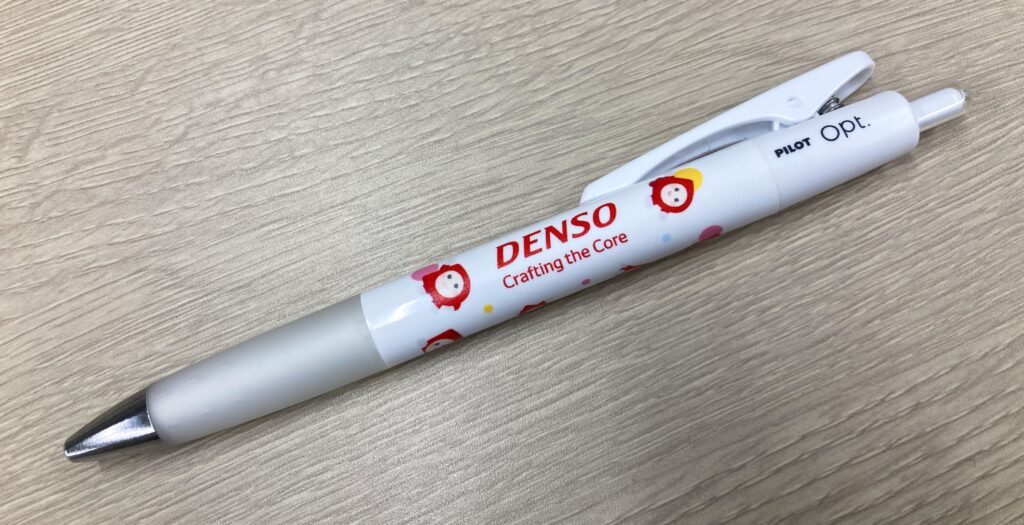 DENSO
Crafting the Core
PILOT Opt.